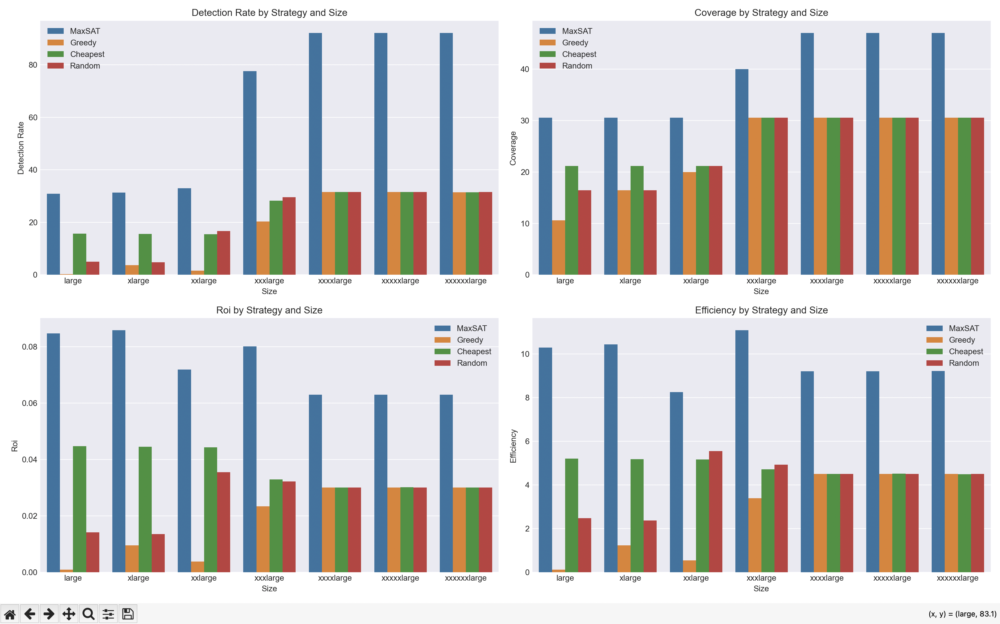 Detection Rate by Strategy and Size
MaxSAT
Greedy
Cheapest
Random
80
60
40
20
0
Detection Rate
large xlarge xxlarge xxxlarge xxxxlarge xxxxxlarge xxxxxxlarge
Size
Coverage by Strategy and Size
MaxSAT
Greedy
Cheapest
Random
40
30
20
10
0
Coverage
large xlarge xxlarge xxxlarge xxxxlarge xxxxxlarge xxxxxxlarge
Size
Roi by Strategy and Size
MaxSAT
Greedy
Cheapest
Random
0.08
0.06
0.04
0.02
0.00
Roi
large xlarge xxlarge xxxlarge xxxxlarge xxxxxlarge xxxxxxlarge
Size
Efficiency by Strategy and Size
MaxSAT
Greedy
Cheapest
Random
10
8
6
4
2
0
Efficiency
large xlarge xxlarge xxxlarge xxxxlarge xxxxxlarge xxxxxxlarge
Size
(x, y) = (large, 83.1)